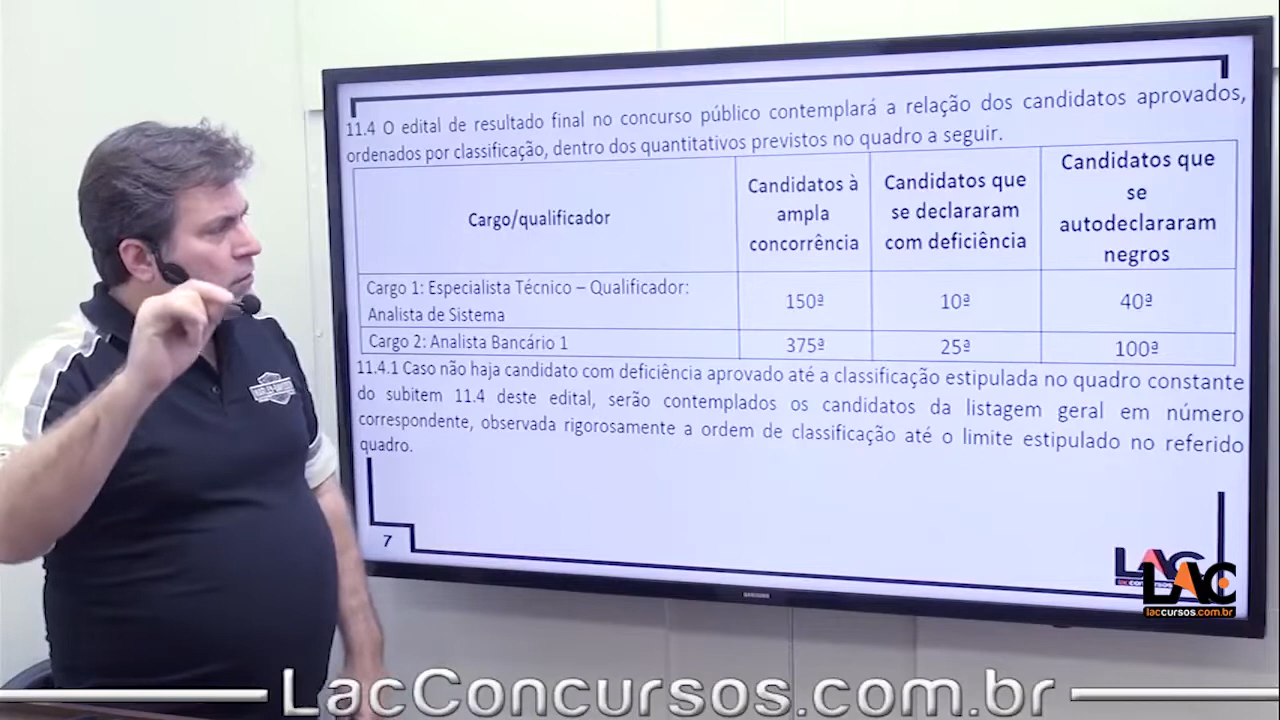 11.4 O edital de resultado final no concurso público contemplará a relação dos candidatos aprovados,
ordenados por classificação, dentro dos quantitativos previstos no quadro a seguir.
Cargo/qualificador
Candidatos à
ampla
concorrência
Candidatos que
se declararam
com deficiência
Candidatos que
se
autodeclararam
negros
Cargo 1: Especialista Técnico – Qualificador:
Analista de Sistema
150ª
10ª
40ª
Cargo 2: Analista Bancário 1
375ª
25ª
100ª
11.4.1 Caso não haja candidato com deficiência aprovado até a classificação estipulada no quadro constante
do subitem 11.4 deste edital, serão contemplados os candidatos da listagem geral em número
correspondente, observada rigorosamente a ordem de classificação até o limite estipulado no referido
quadro.
7
LAC
LAC
laccursos.com.br
SAMSUNG
LacConcursos.com.br